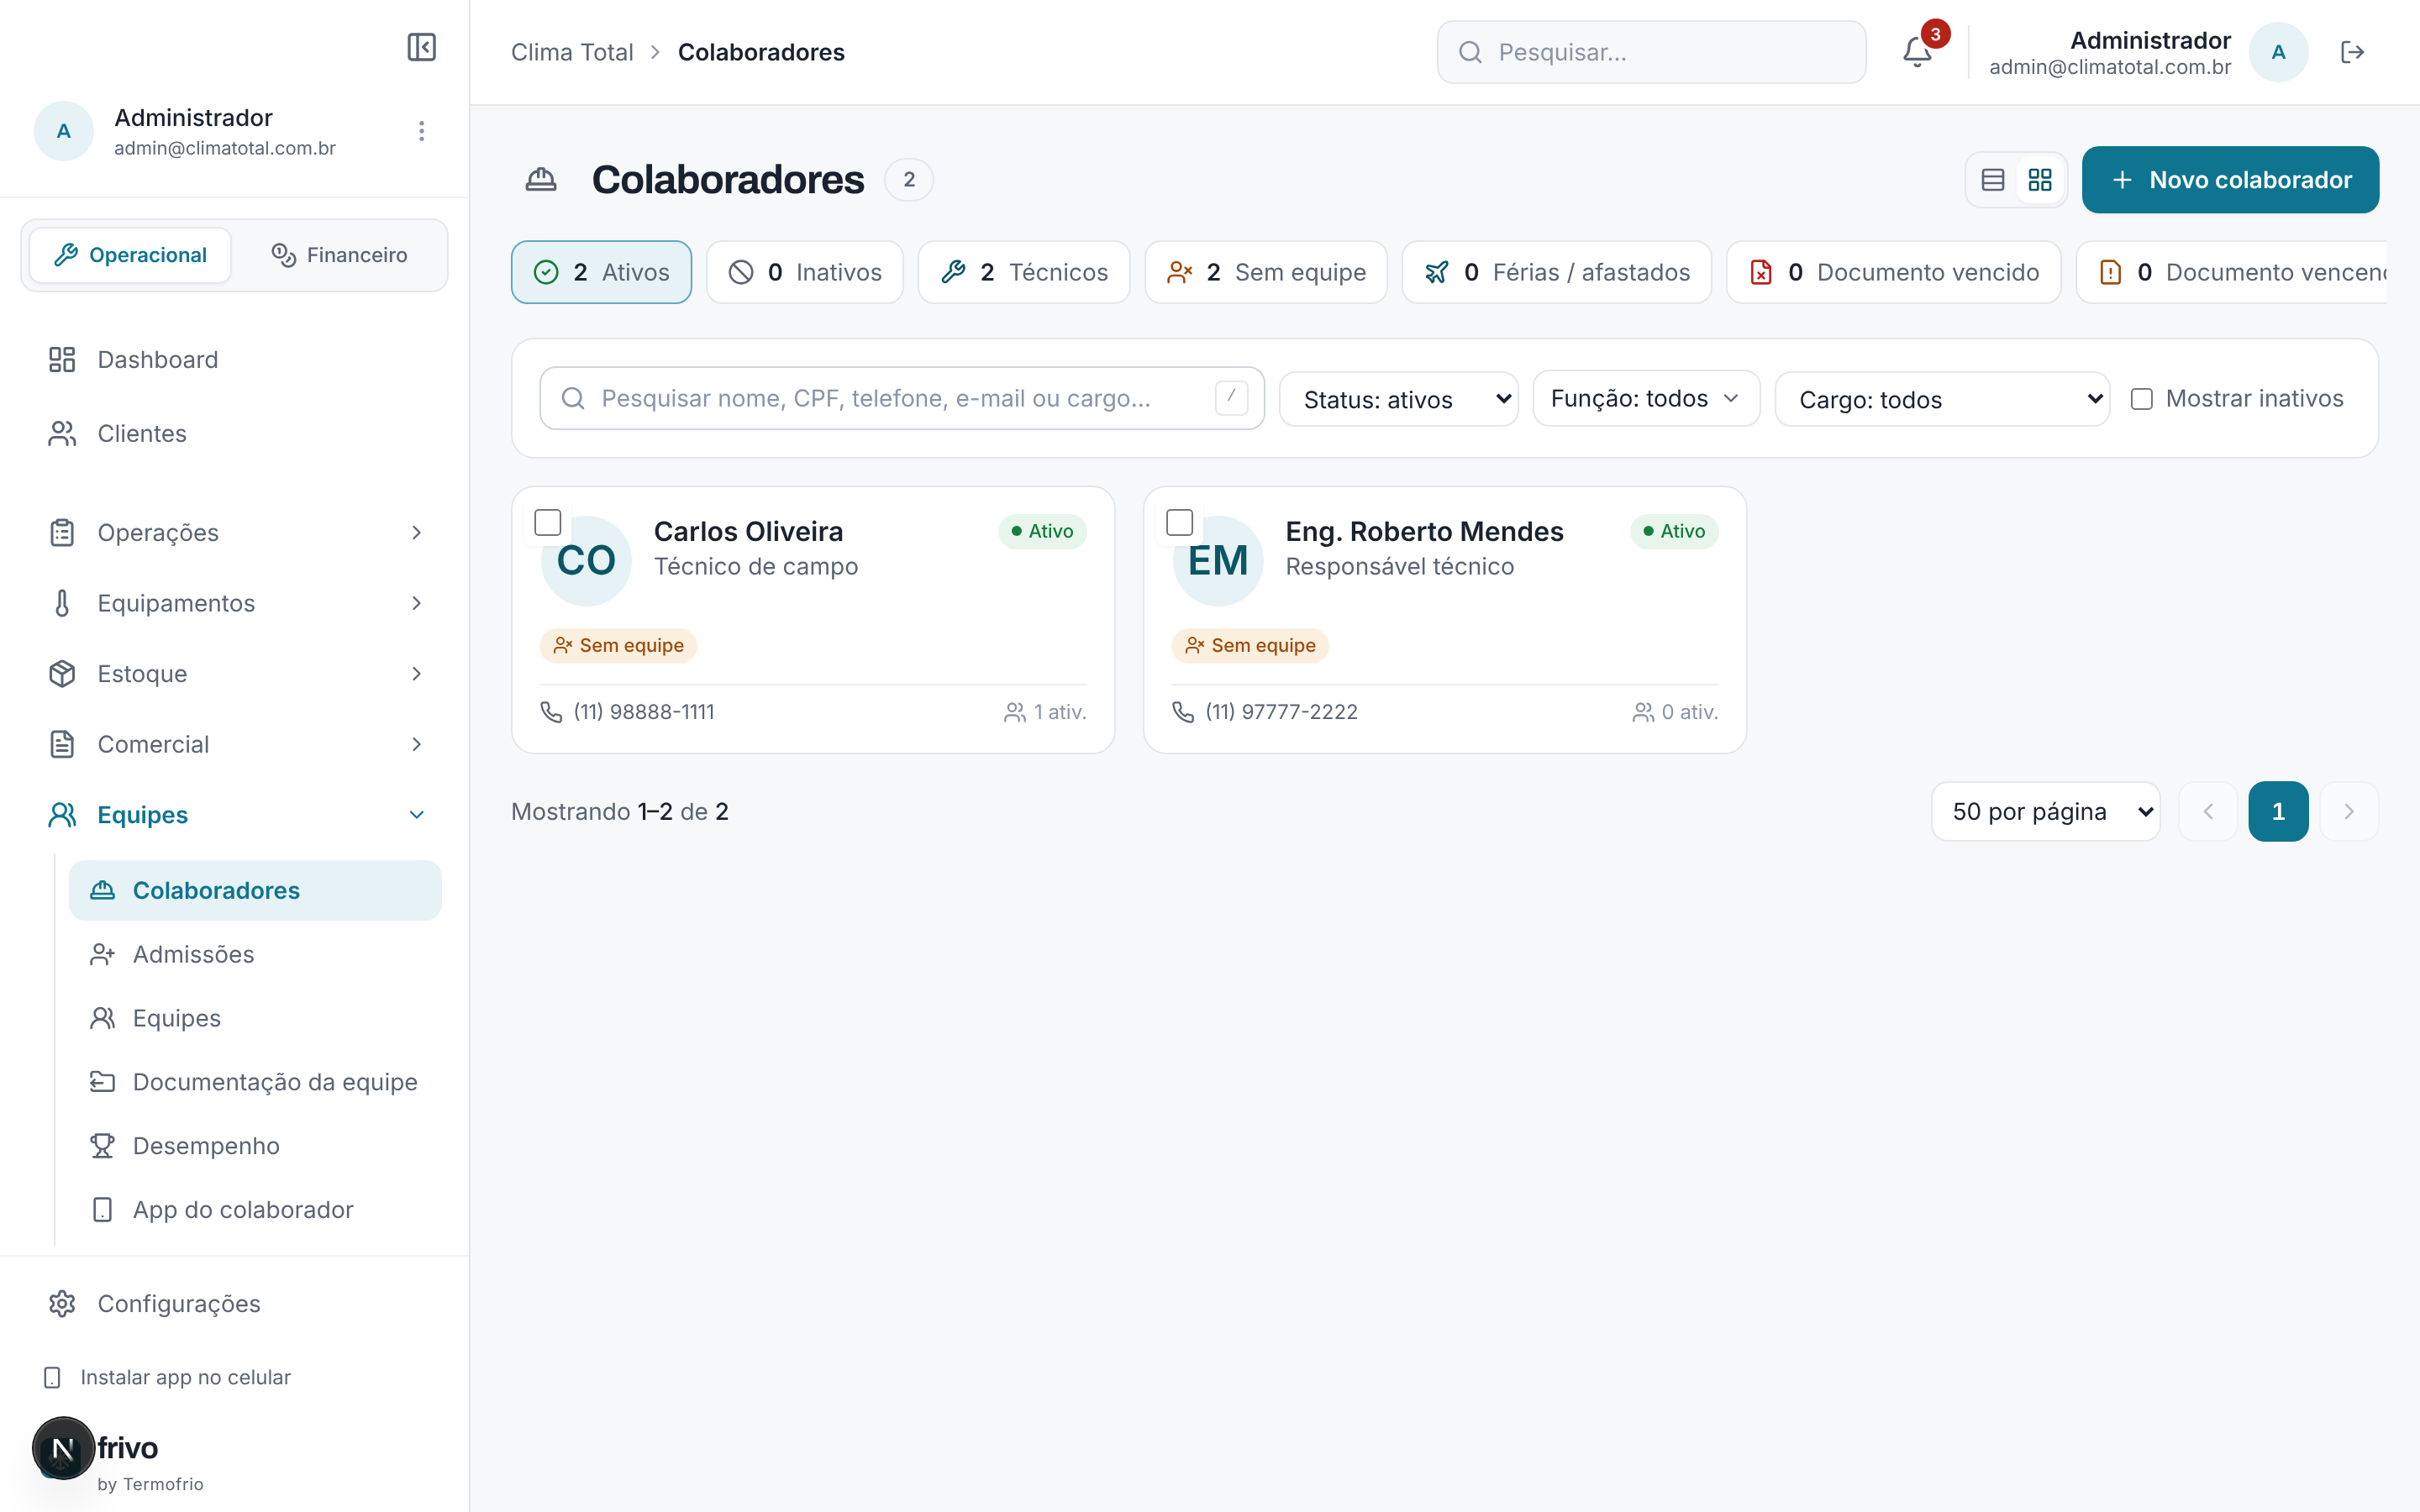 Administrador
admin@climatotal.com.br
A
Operacional
Financeiro
Dashboard
Clientes
Operações
Equipamentos
Estoque
Comercial
Equipes
Colaboradores
Admissões
Equipes
Documentação da equipe
Desempenho
App do colaborador
Configurações
Instalar app no celular
N
frivo
by Termofrio
Clima Total > Colaboradores
Pesquisar...
3
Administrador
admin@climatotal.com.br
A
Colaboradores 2
+ Novo colaborador
2 Ativos
0 Inativos
2 Técnicos
2 Sem equipe
0 Férias / afastados
0 Documento vencido
0 Documento vencend
Pesquisar nome, CPF, telefone, e-mail ou cargo... /
Status: ativos
Função: todos
Cargo: todos
Mostrar inativos
CO
Carlos Oliveira
Ativo
Técnico de campo
Sem equipe
(11) 98888-1111
1 ativ.
EM
Eng. Roberto Mendes
Ativo
Responsável técnico
Sem equipe
(11) 97777-2222
0 ativ.
Mostrando 1–2 de 2
50 por página
1